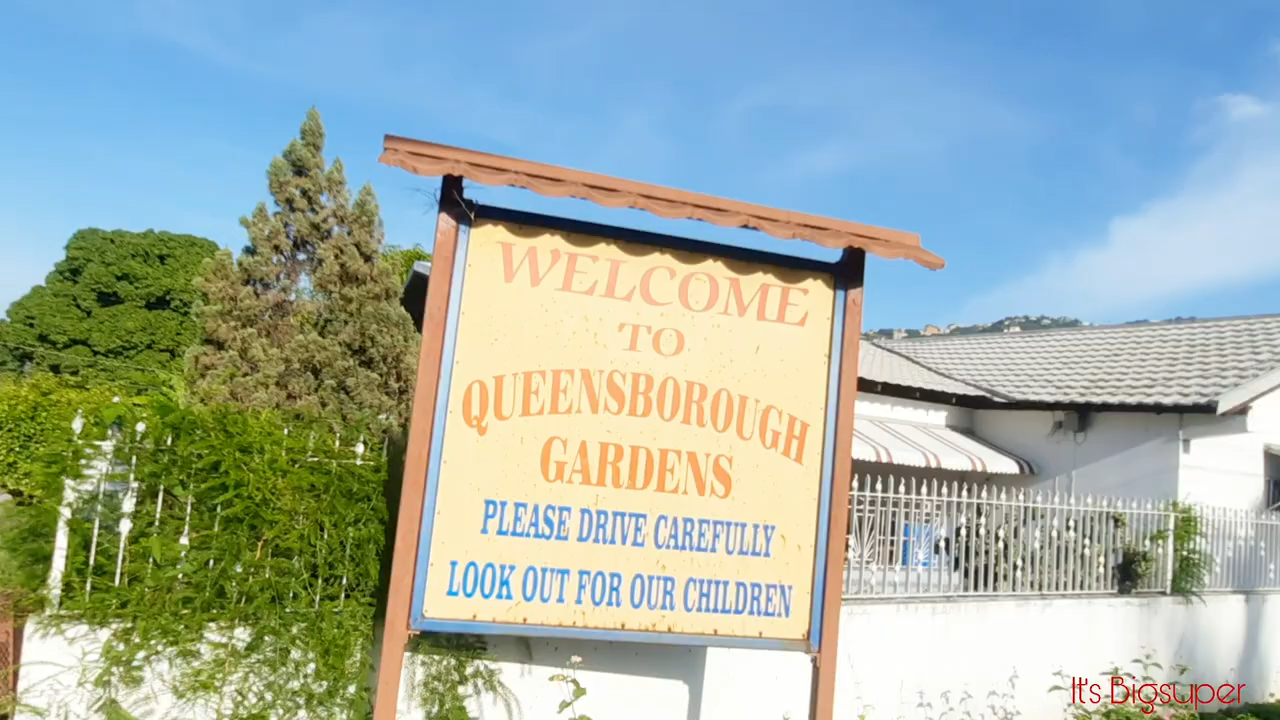 WELCOME
TO
QUEENSBOROUGH
GARDENS
PLEASE DRIVE CAREFULLY
LOOK OUT FOR OUR CHILDREN
It's Bigsuper